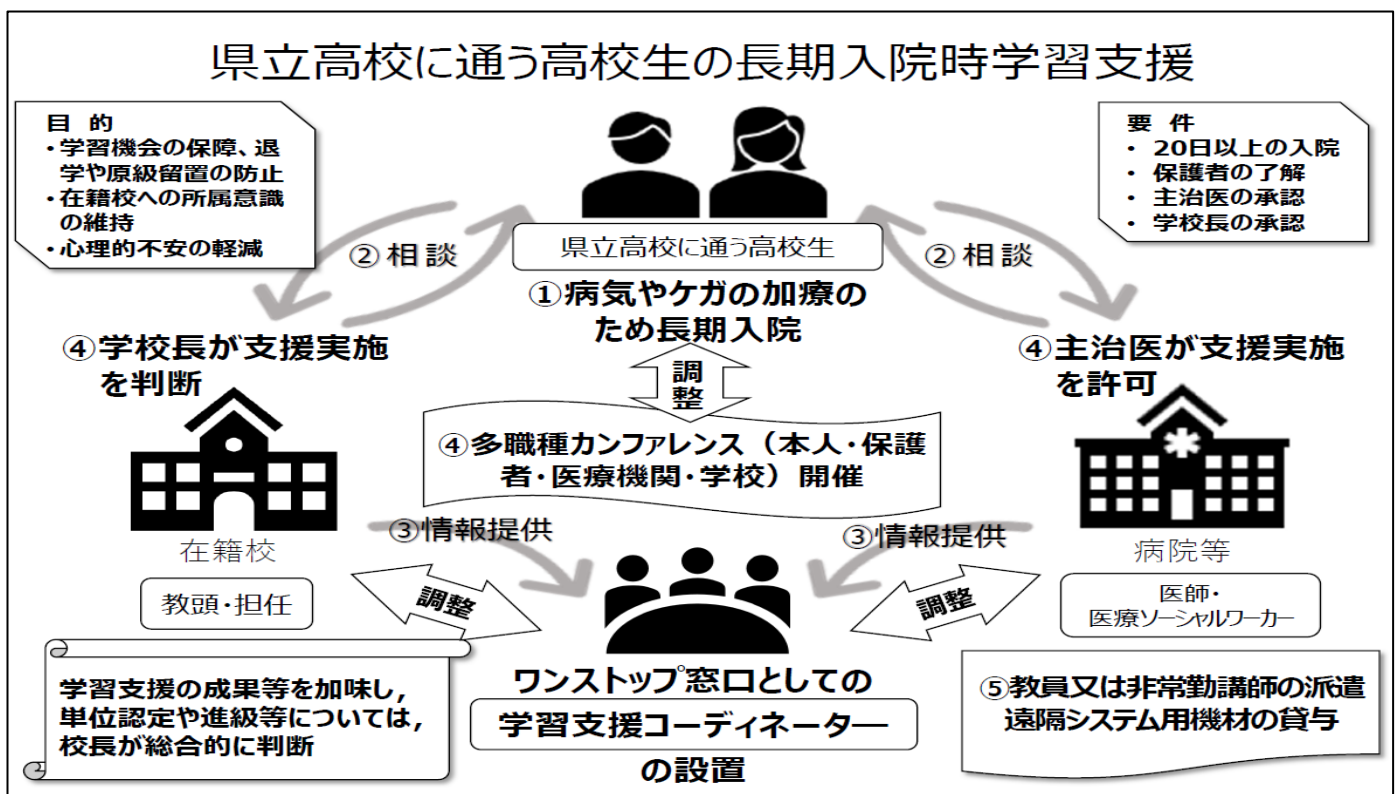 県立高校に通う高校生の長期入院時学習支援
目 的
・学習機会の保障、退
学や原級留置の防止
・在籍校への所属意識
の維持
・心理的不安の軽減
要 件
・ 20日以上の入院
・ 保護者の了解
・ 主治医の承認
・ 学校長の承認
②相談
県立高校に通う高校生
②相談
①病気やケガの加療の
ため長期入院
④学校長が支援実施
を判断
調
整
④主治医が支援実施
を許可
④多職種カンファレンス（本人・保護
者・医療機関・学校）開催
③情報提供
③情報提供
在籍校
病院等
教頭・担任
調整
調整
医師・
医療ソーシャルワーカー
学習支援の成果等を加味し，
単位認定や進級等については，
校長が総合的に判断
ワンストップ窓口としての
学習支援コーディネーター
の設置
⑤教員又は非常勤講師の派遣
遠隔システム用機材の貸与